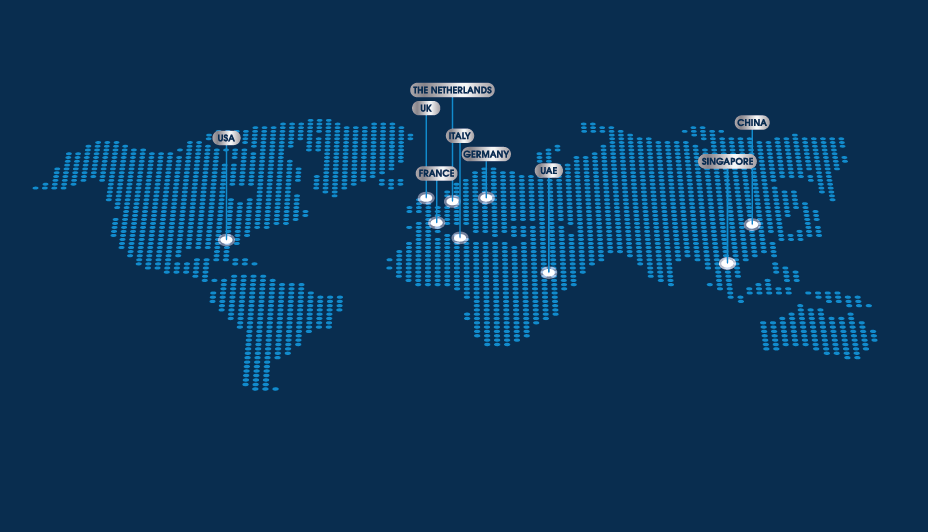 THE NETHERLANDS
UK
CHINA
USA
ITALY
GERMANY
SINGAPORE
FRANCE
UAE